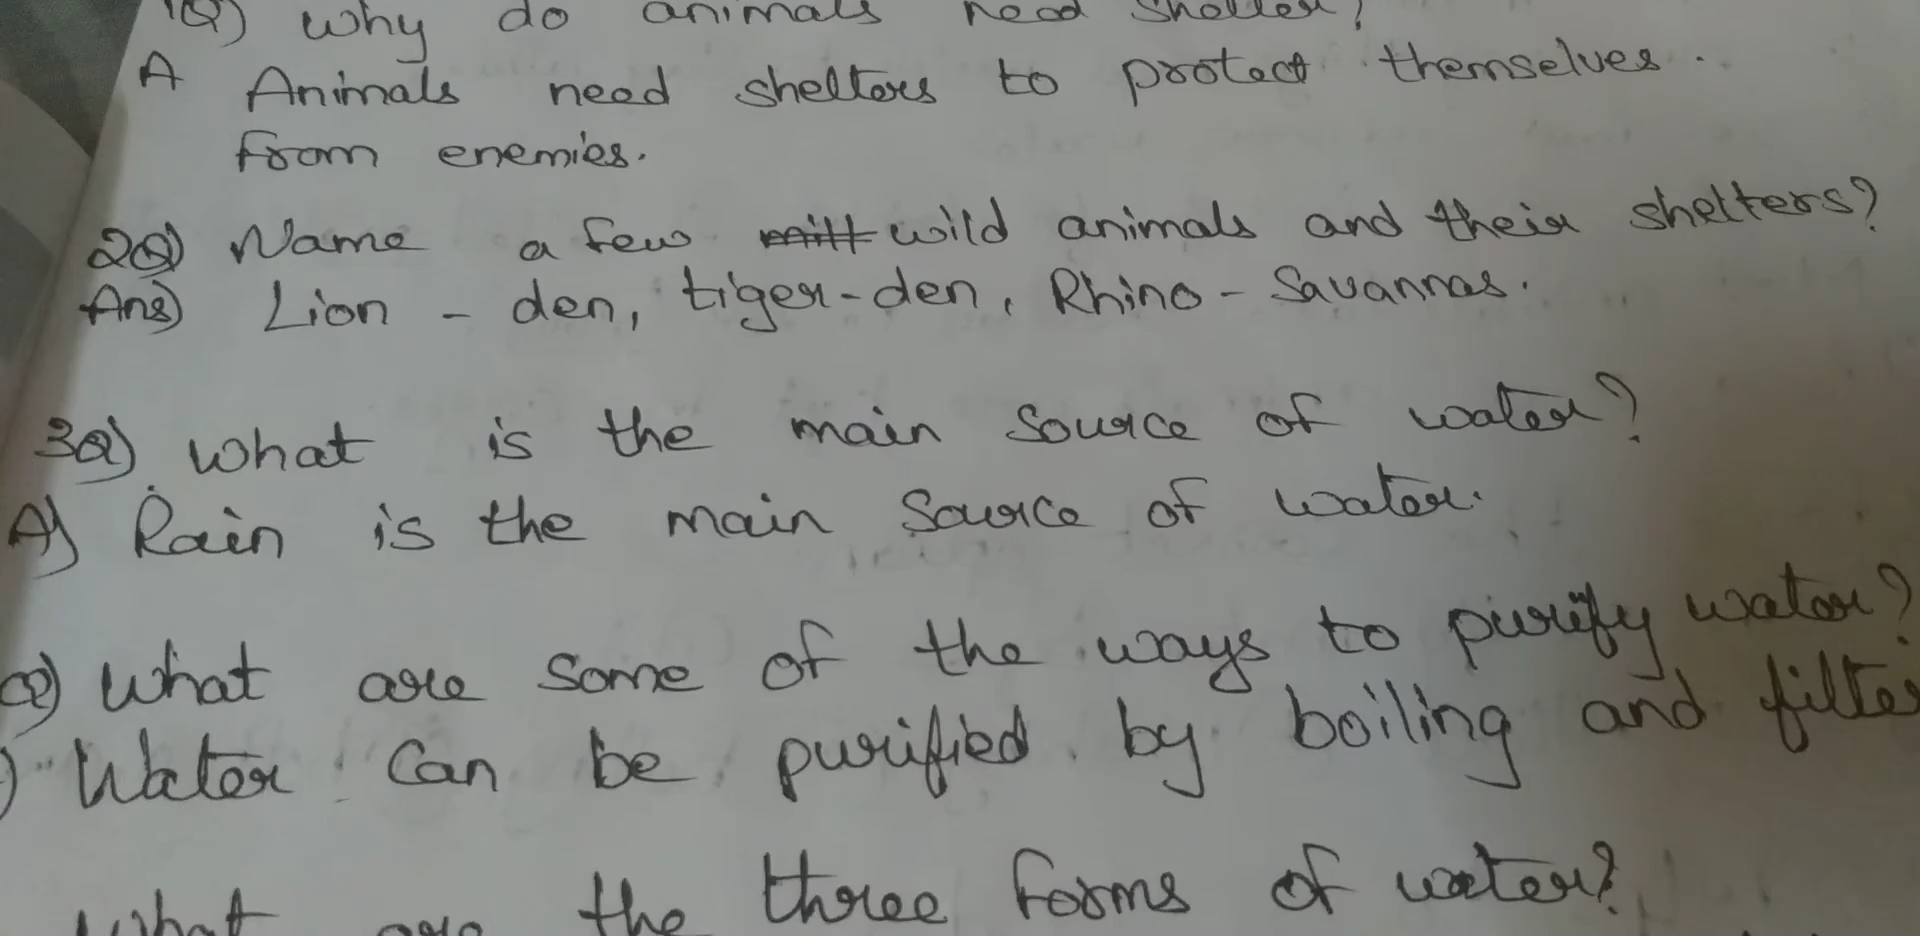 1Q) Why do animals need shelter?
A Animals need shelters to protect themselves.
from enemies.
2Q) Name a few wild animals and their shelters?
Ans) Lion - den, tiger-den, Rhino - Savannas.
3Q) What is the main source of water?
A) Rain is the main source of water.
Q) What are some of the ways to purify water?
) Water can be purified by boiling and filte
What are the three forms of water?